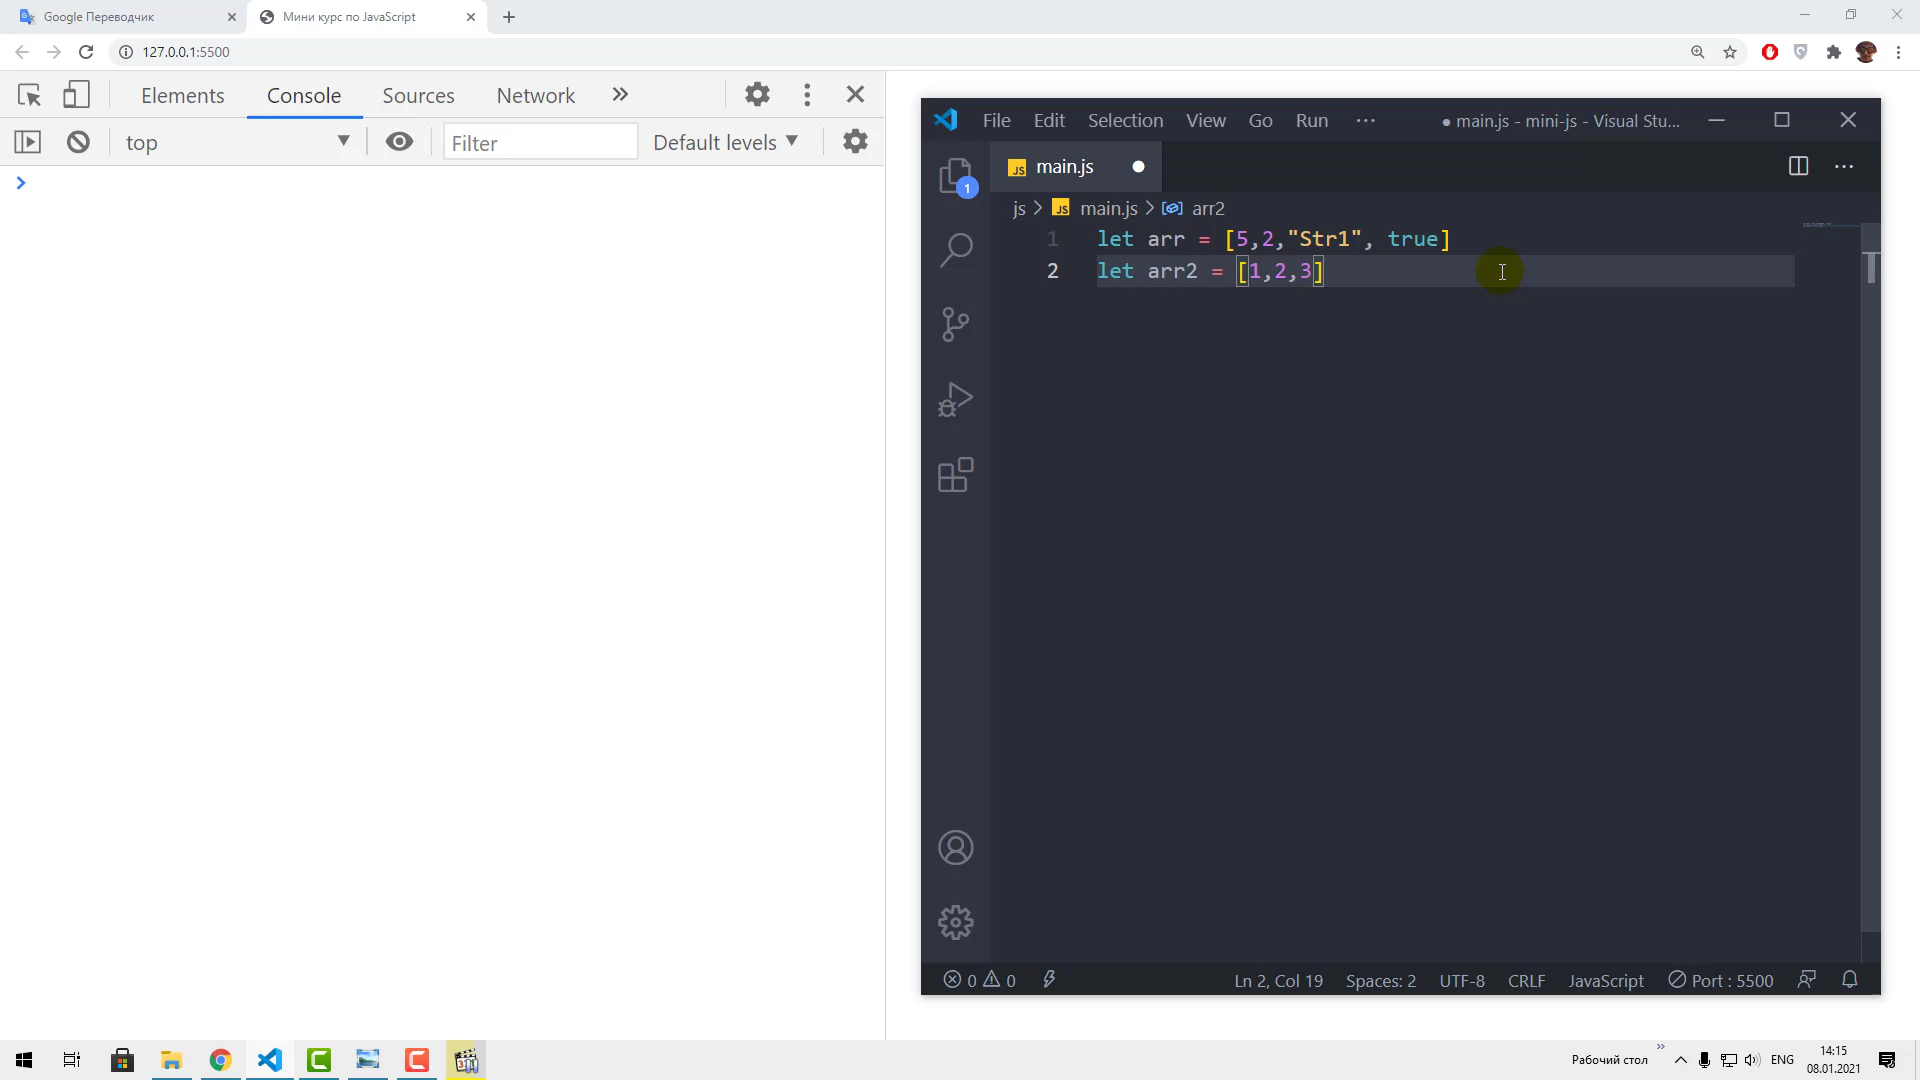 Google Переводчик
Мини курс по JavaScript
127.0.0.1:5500
Elements Console Sources Network
top Filter Default levels
File Edit Selection View Go Run ··· ● main.js - mini-js - Visual Stu...
JS main.js
1
js > JS main.js > arr2
1 let arr = [5,2,"Str1", true]
2 let arr2 = [1,2,3]
0 0 Ln 2, Col 19 Spaces: 2 UTF-8 CRLF JavaScript Port : 5500
Рабочий стол » ENG 14:15
08.01.2021